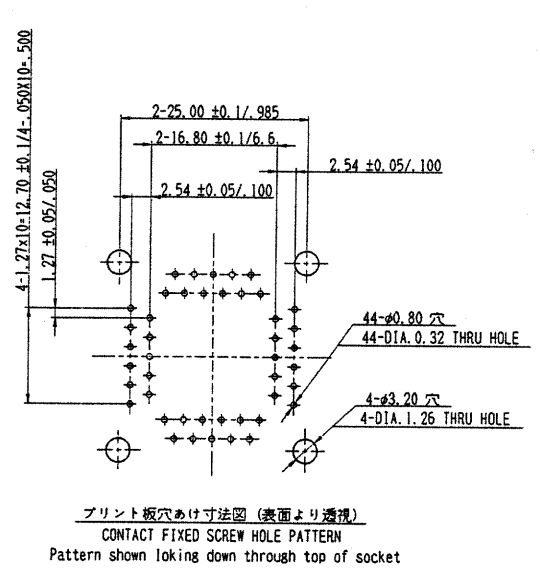 4-1.27x10=12.70 ±0.1/4-.050X10=.500
1.27 ±0.05/.050
2-25.00 ±0.1/.985
2-16.80 ±0.1/6.6.
2.54 ±0.05/.100
2.54 ±0.05/.100
44-ø0.80 穴
44-DIA.0.32 THRU HOLE
4-ø3.20 穴
4-DIA.1.26 THRU HOLE
プリント板穴あけ寸法図 (表面より透視)
CONTACT FIXED SCREW HOLE PATTERN
Pattern shown loking down through top of socket